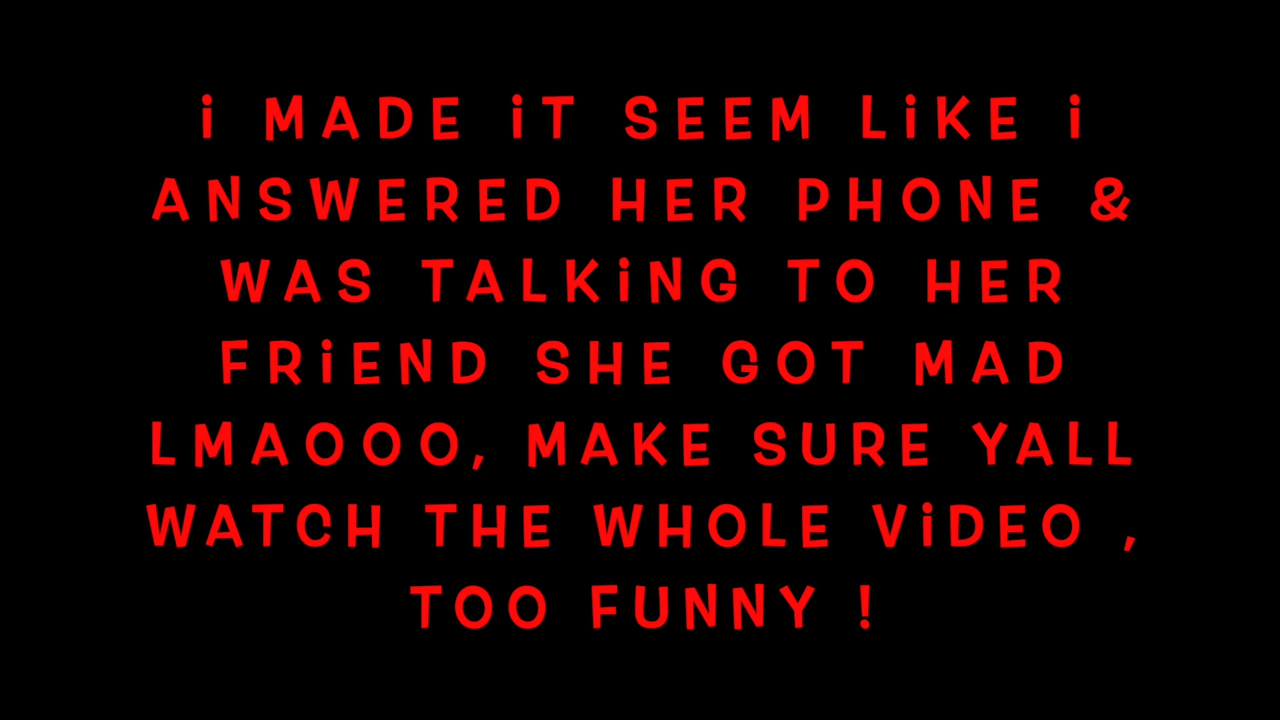 i MADE iT SEEM LiKE i
ANSWERED HER PHONE &
WAS TALKiNG TO HER
FRiEND SHE GOT MAD
LMAOOO, MAKE SURE YALL
WATCH THE WHOLE ViDEO ,
TOO FUNNY !